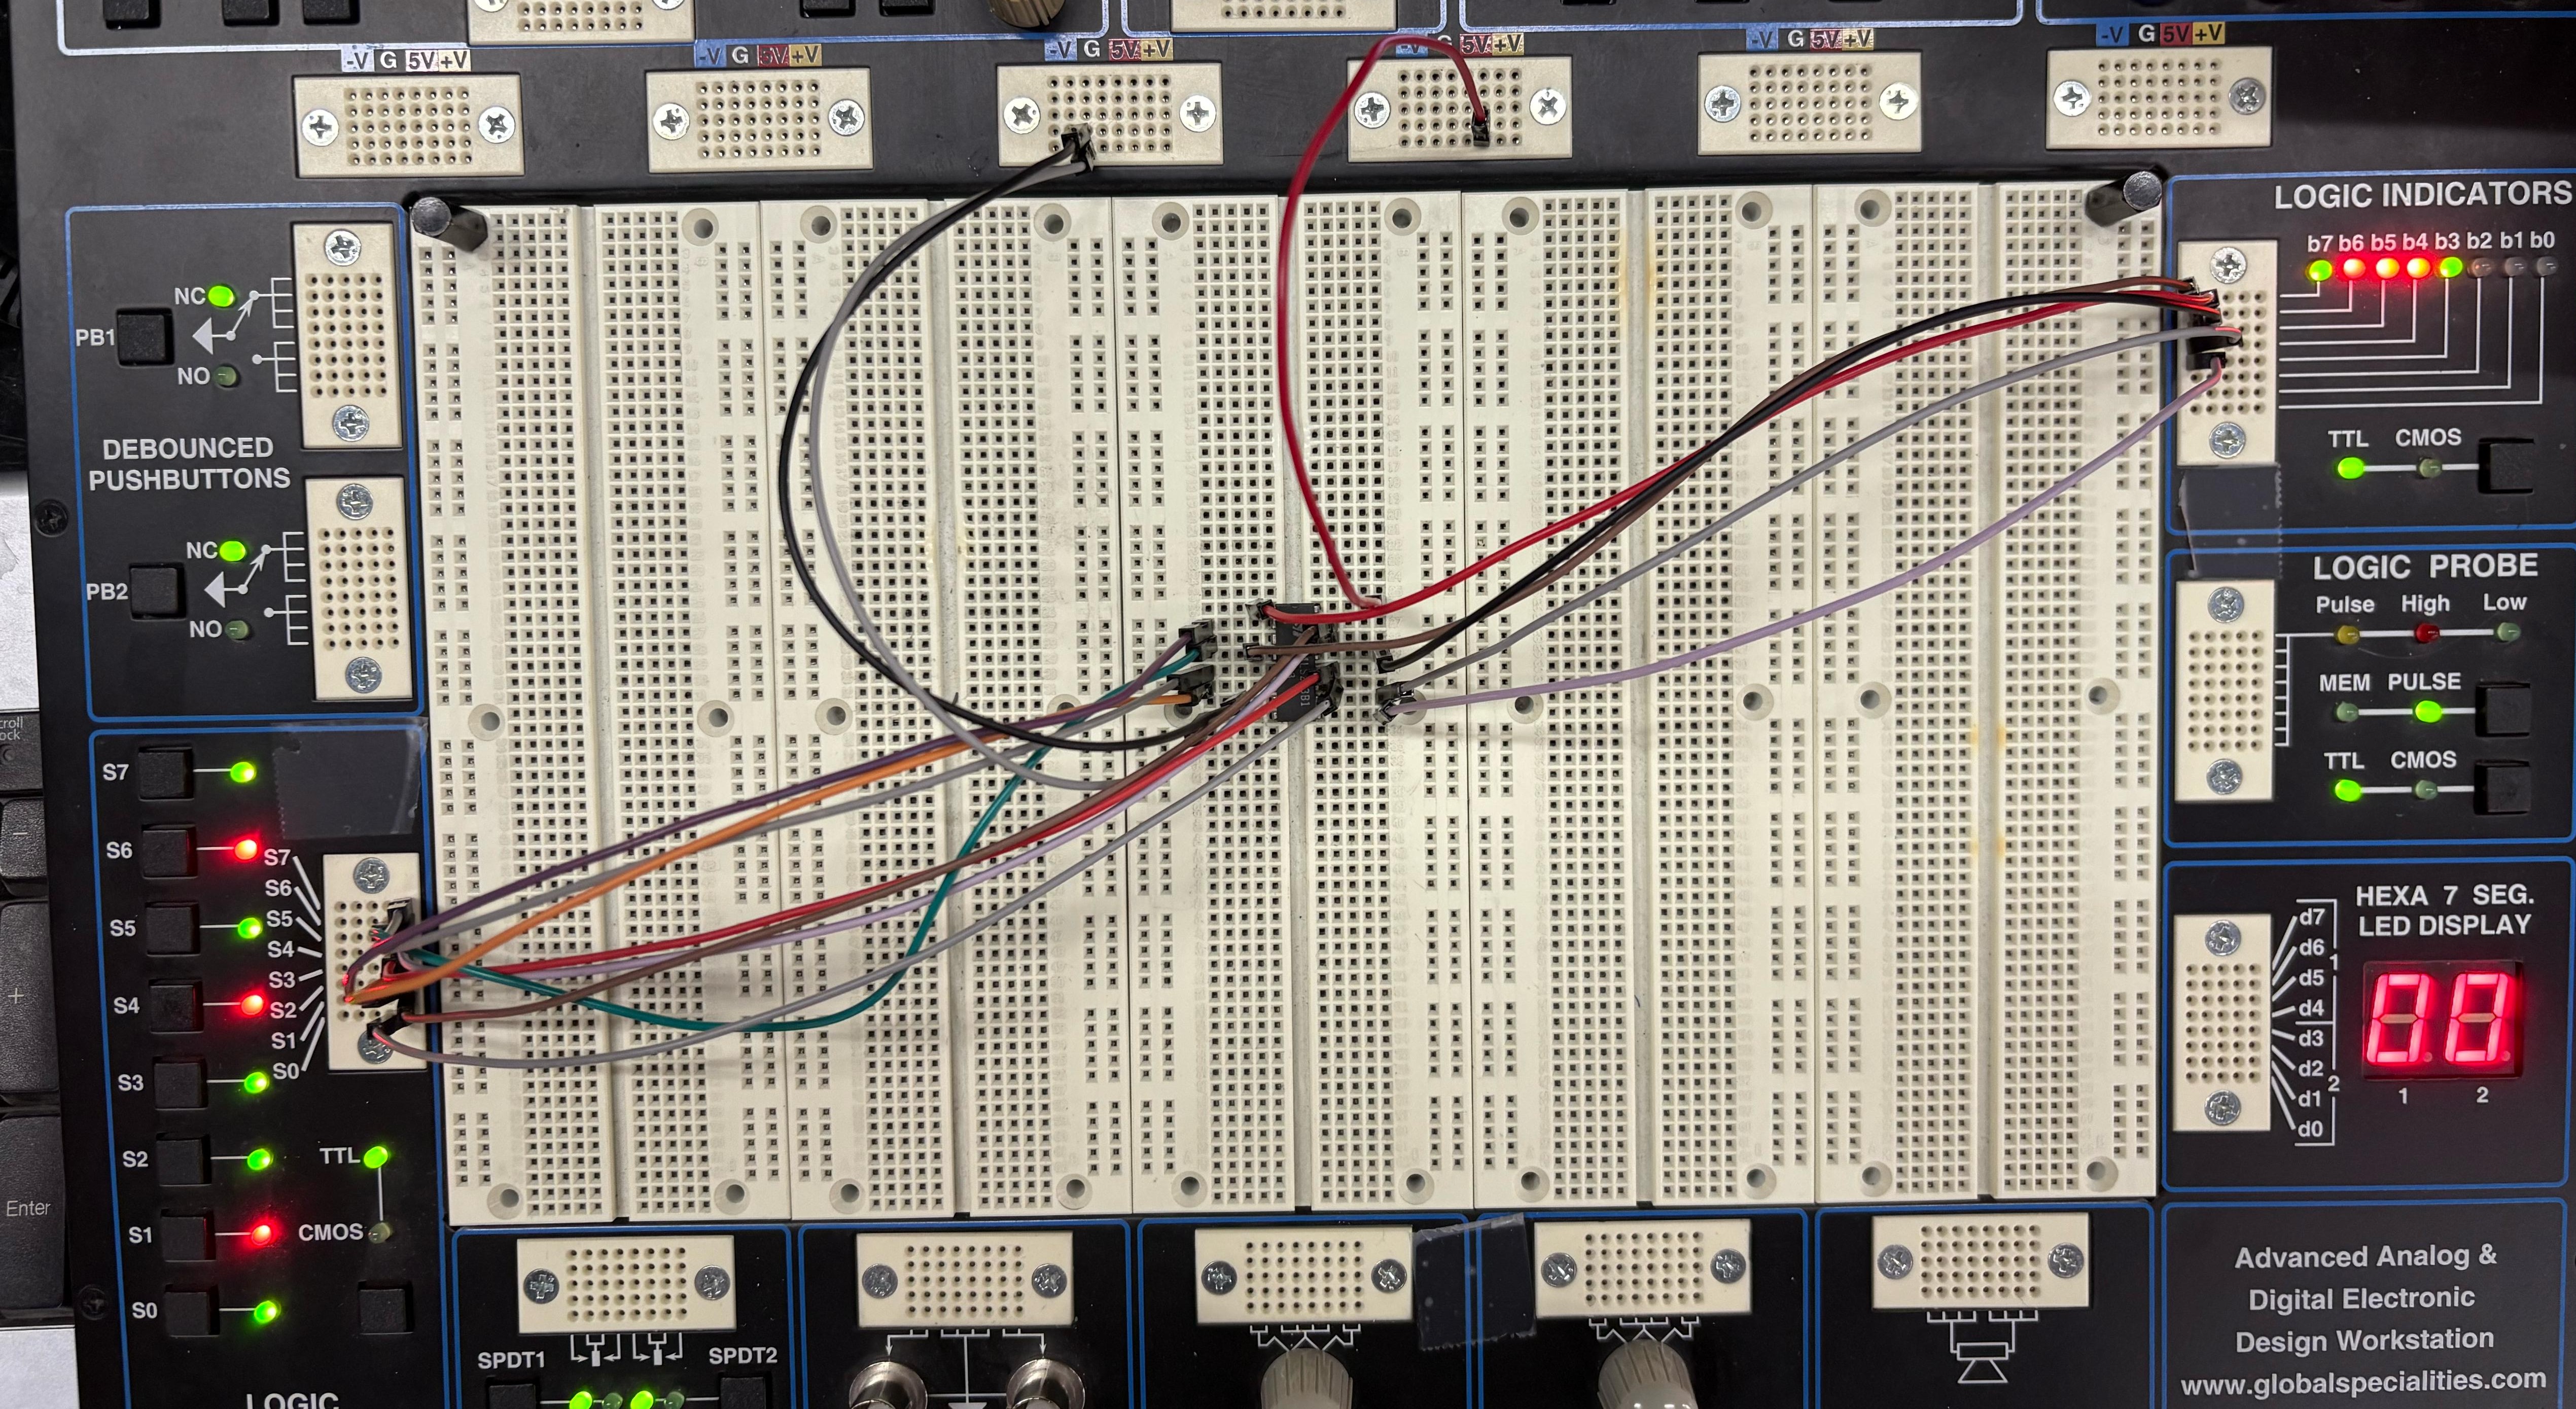 -V G 5V +V
-V G 5V +V
-V G 5V +V
-V 5V +V
-V G 5V +V
-V G 5V +V
LOGIC INDICATORS
b7 b6 b5 b4 b3 b2 b1 b0
TTL CMOS
NC
PB1
NO
DEBOUNCED
PUSHBUTTONS
NC
PB2
NO
LOGIC PROBE
Pulse High Low
MEM PULSE
TTL CMOS
S7
S6
S5
S4
S3
S2
S1
S0
S7
S6
S5
S4
S3
S2
S1
S0
TTL
CMOS
LOGIC
HEXA 7 SEG.
LED DISPLAY
d7
d6
1
d5
d4
d3
d2
2
d1
d0
1 2
SPDT1 SPDT2
Advanced Analog &
Digital Electronic
Design Workstation
www.globalspecialities.com
Enter
+
-